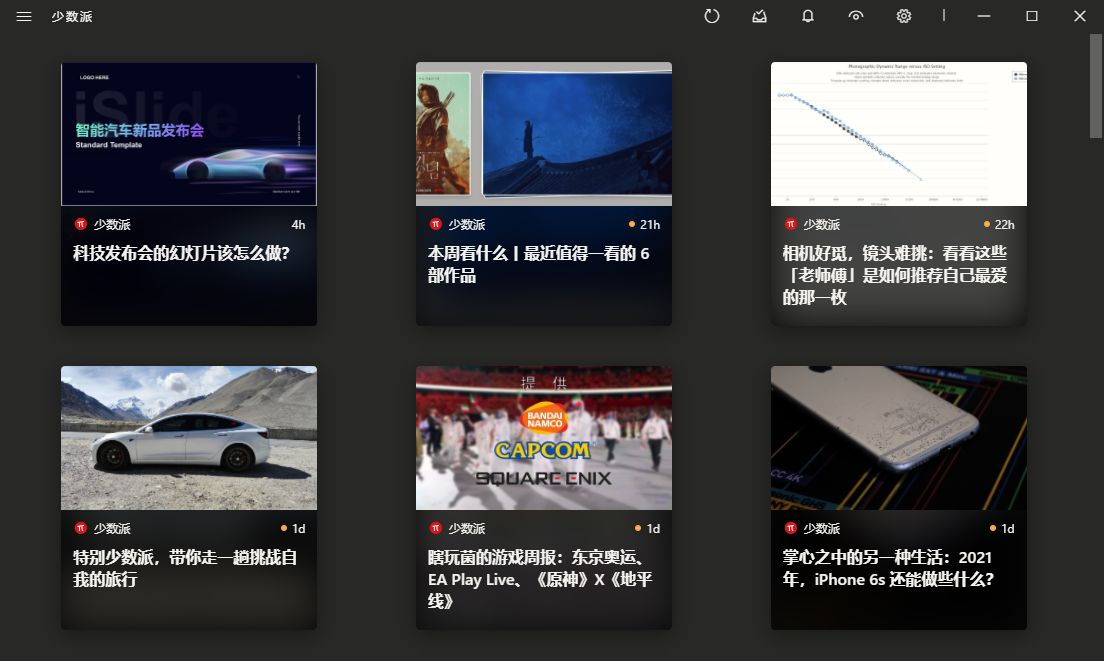 少数派
LOGO HERE
iSlide
智能汽车新品发布会
Standard Template
少数派
4h
科技发布会的幻灯片该怎么做?
少数派
21h
本周看什么丨最近值得一看的 6
部作品
Photographic Dynamic Range versus ISO Setting
少数派
22h
相机好觅，镜头难挑：看看这些
「老师傅」是如何推荐自己最爱
的那一枚
少数派
1d
特别少数派，带你走一趟挑战自
我的旅行
提 供
BANDAI
NAMCO
CAPCOM
SQUARE ENIX
少数派
1d
瞎玩菌的游戏周报：东京奥运、
EA Play Live、《原神》X《地平
线》
CC 4K
少数派
1d
掌心之中的另一种生活：2021
年，iPhone 6s 还能做些什么?